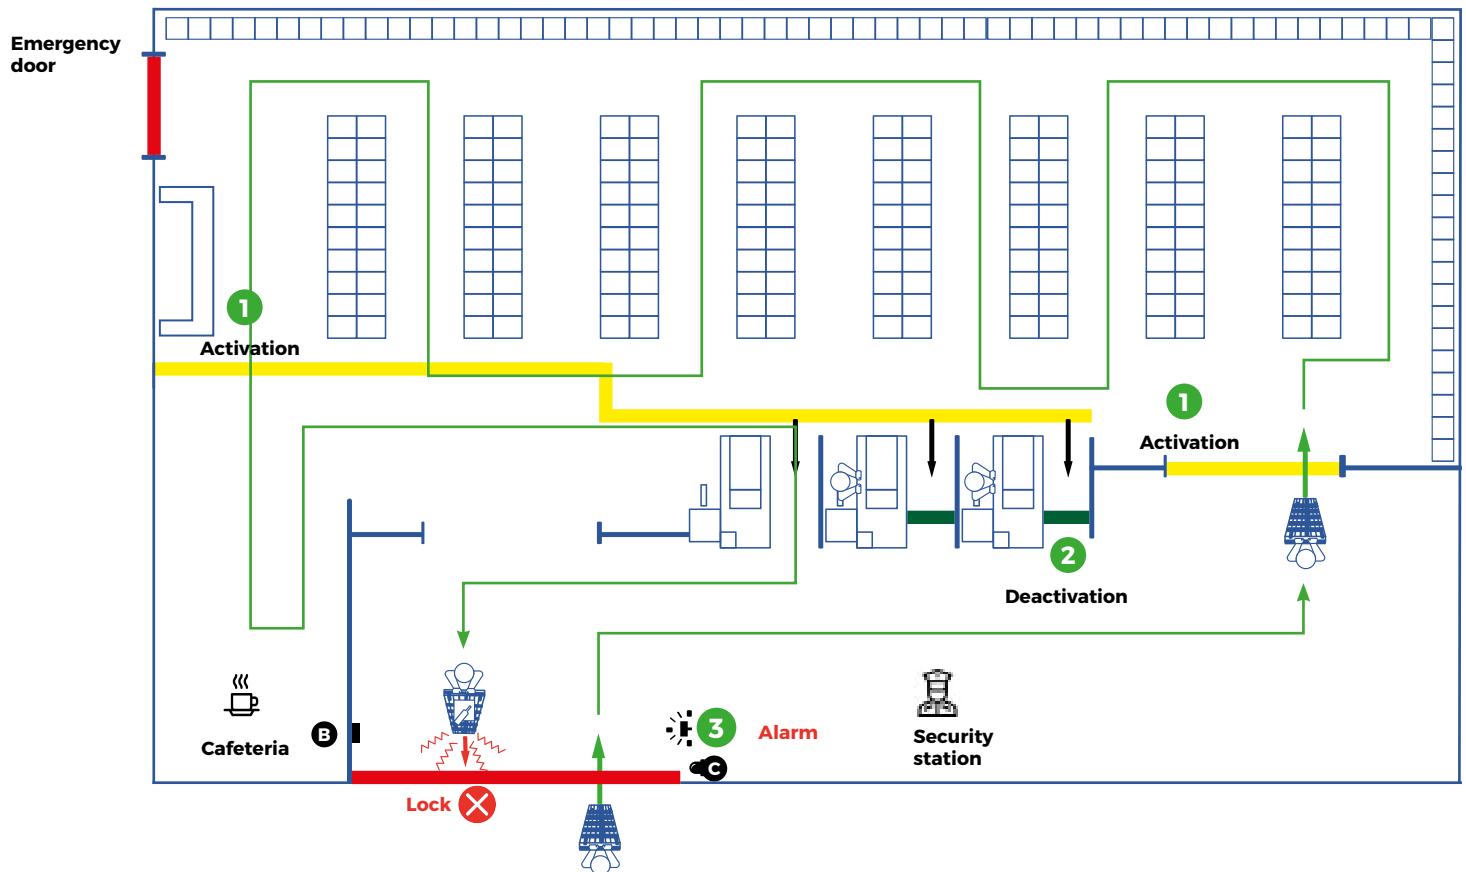 Emergency
door
1
Activation
1
Activation
2
Deactivation
Cafeteria
B
3
Alarm
C
Security
station
Lock